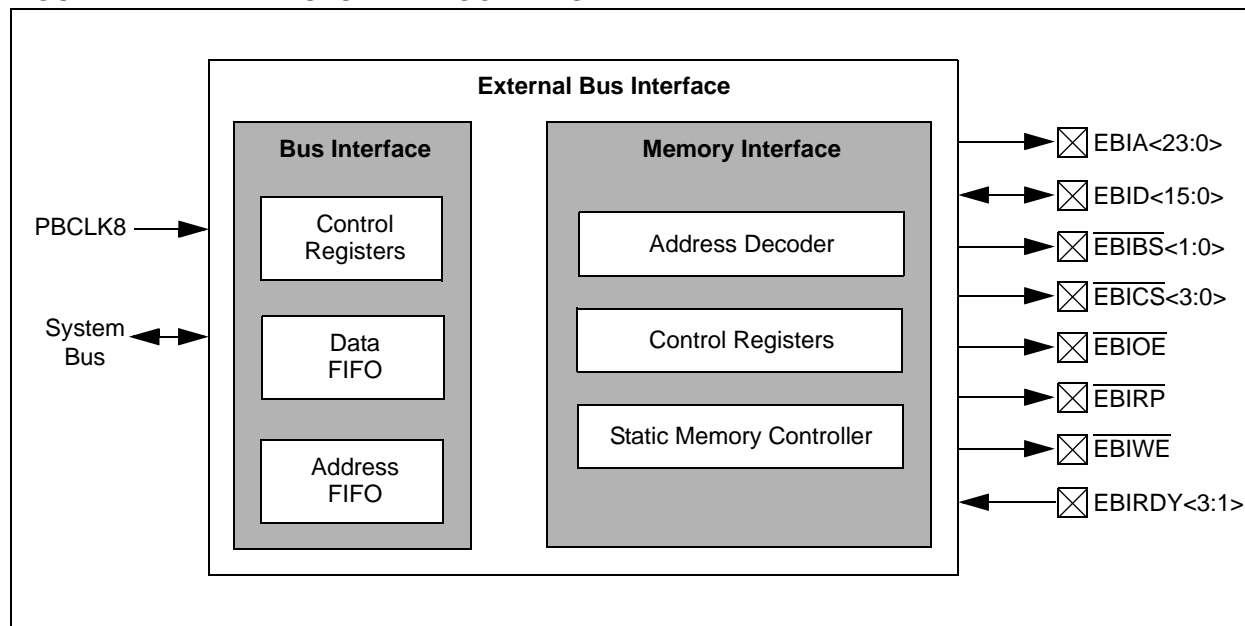 External Bus Interface
Bus Interface
Control
Registers
Data
FIFO
Address
FIFO
Memory Interface
Address Decoder
Control Registers
Static Memory Controller
PBCLK8
System
Bus
EBIA<23:0>
EBID<15:0>
EBIBS<1:0>
EBICS<3:0>
EBIOE
EBIRP
EBIWE
EBIRDY<3:1>